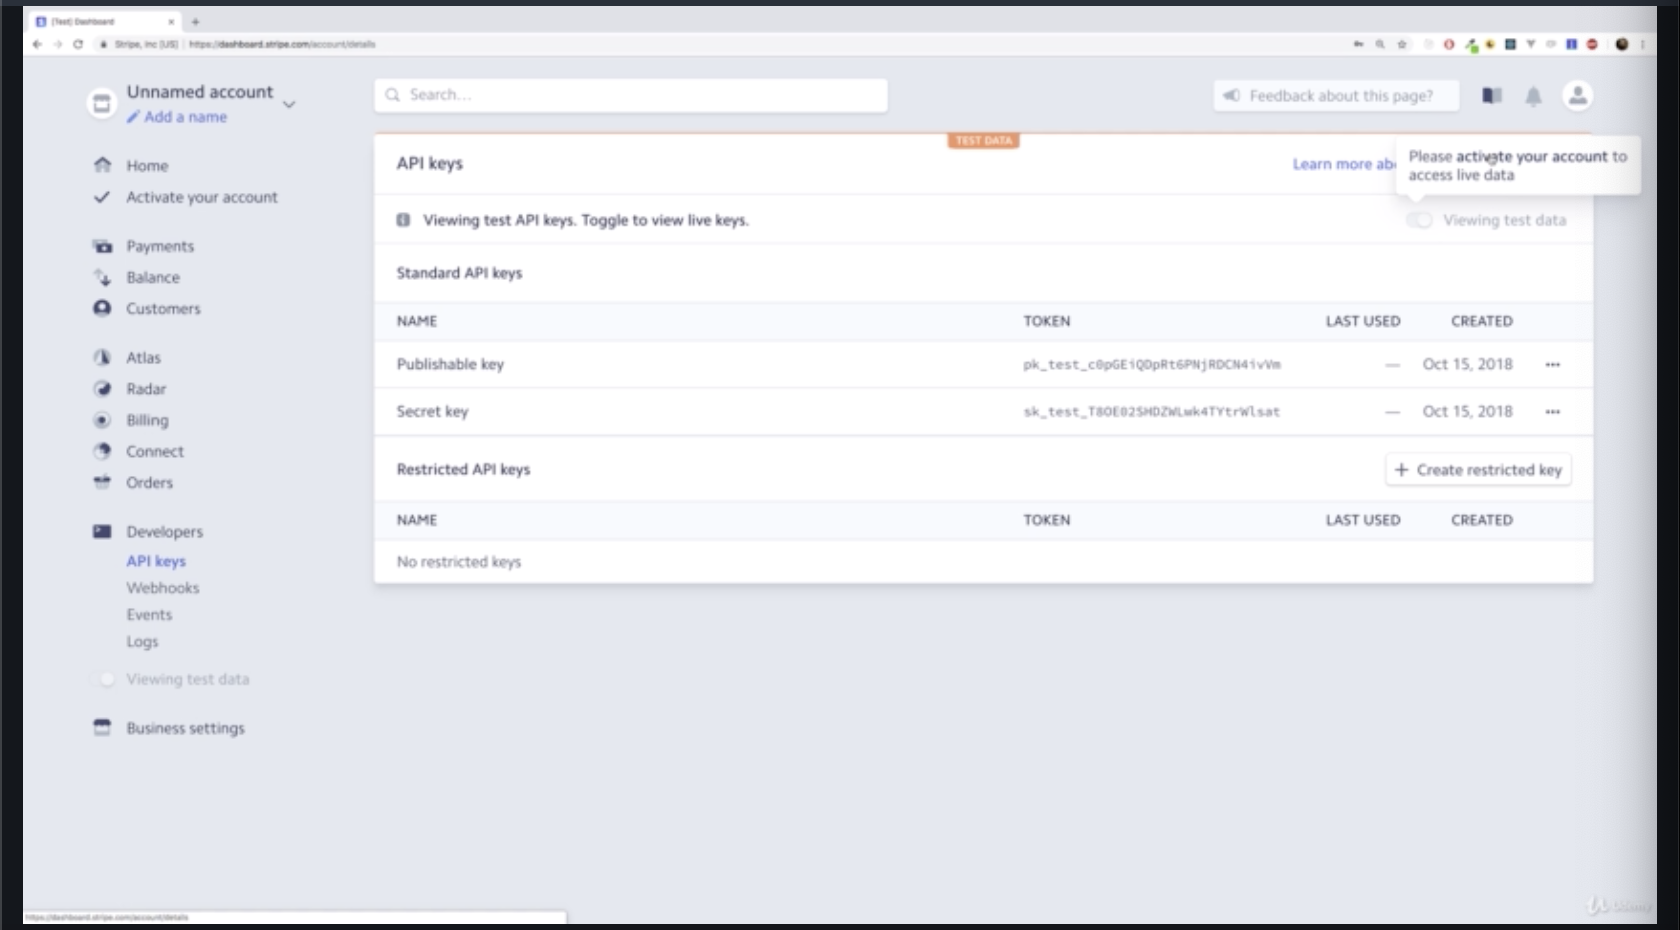 [Test] Dashboard
Stripe, Inc [US] | https://dashboard.stripe.com/account/details
Unnamed account
Add a name
Search...
Feedback about this page?
TEST DATA
API keys
Learn more abo
Please activate your account to
access live data
Viewing test API keys. Toggle to view live keys.
Viewing test data
Standard API keys
NAME TOKEN LAST USED CREATED
Publishable key pk_test_c0pGEiQDpRt6PNjRDCN4ivVm — Oct 15, 2018
Secret key sk_test_T8OE02SHDZWLwk4TYtrWlsat — Oct 15, 2018
Restricted API keys
+ Create restricted key
NAME TOKEN LAST USED CREATED
No restricted keys
Home
Activate your account
Payments
Balance
Customers
Atlas
Radar
Billing
Connect
Orders
Developers
API keys
Webhooks
Events
Logs
Viewing test data
Business settings
https://dashboard.stripe.com/account/details
Udemy